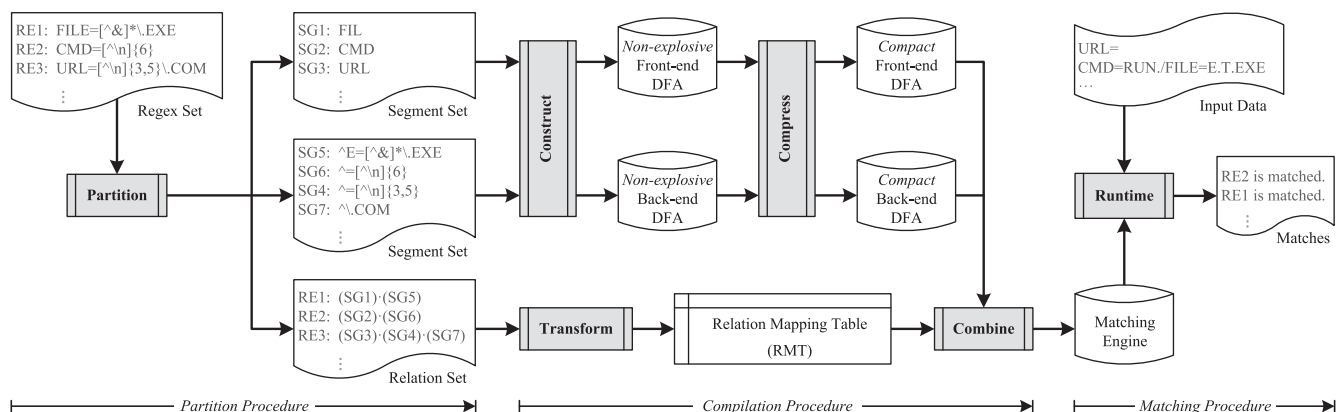 RE1: FILE=[^&]*\.EXE
RE2: CMD=[^\n]{6}
RE3: URL=[^\n]{3,5}\.COM
⋮
Regex Set
Partition
SG1: FIL
SG2: CMD
SG3: URL
⋮
Segment Set
SG5: ^E=[^&]*\.EXE
SG6: ^=[^\n]{6}
SG4: ^=[^\n]{3,5}
SG7: ^\.COM
⋮
Segment Set
RE1: (SG1)·(SG5)
RE2: (SG2)·(SG6)
RE3: (SG3)·(SG4)·(SG7)
⋮
Relation Set
Construct
Non-explosive
Front-end
DFA
Non-explosive
Back-end
DFA
Compress
Compact
Front-end
DFA
Compact
Back-end
DFA
Transform
Relation Mapping Table
(RMT)
Combine
URL=
CMD=RUN./FILE=E.T.EXE
...
Input Data
Runtime
RE2 is matched.
RE1 is matched.
⋮
Matches
Matching
Engine
Partition Procedure
Compilation Procedure
Matching Procedure